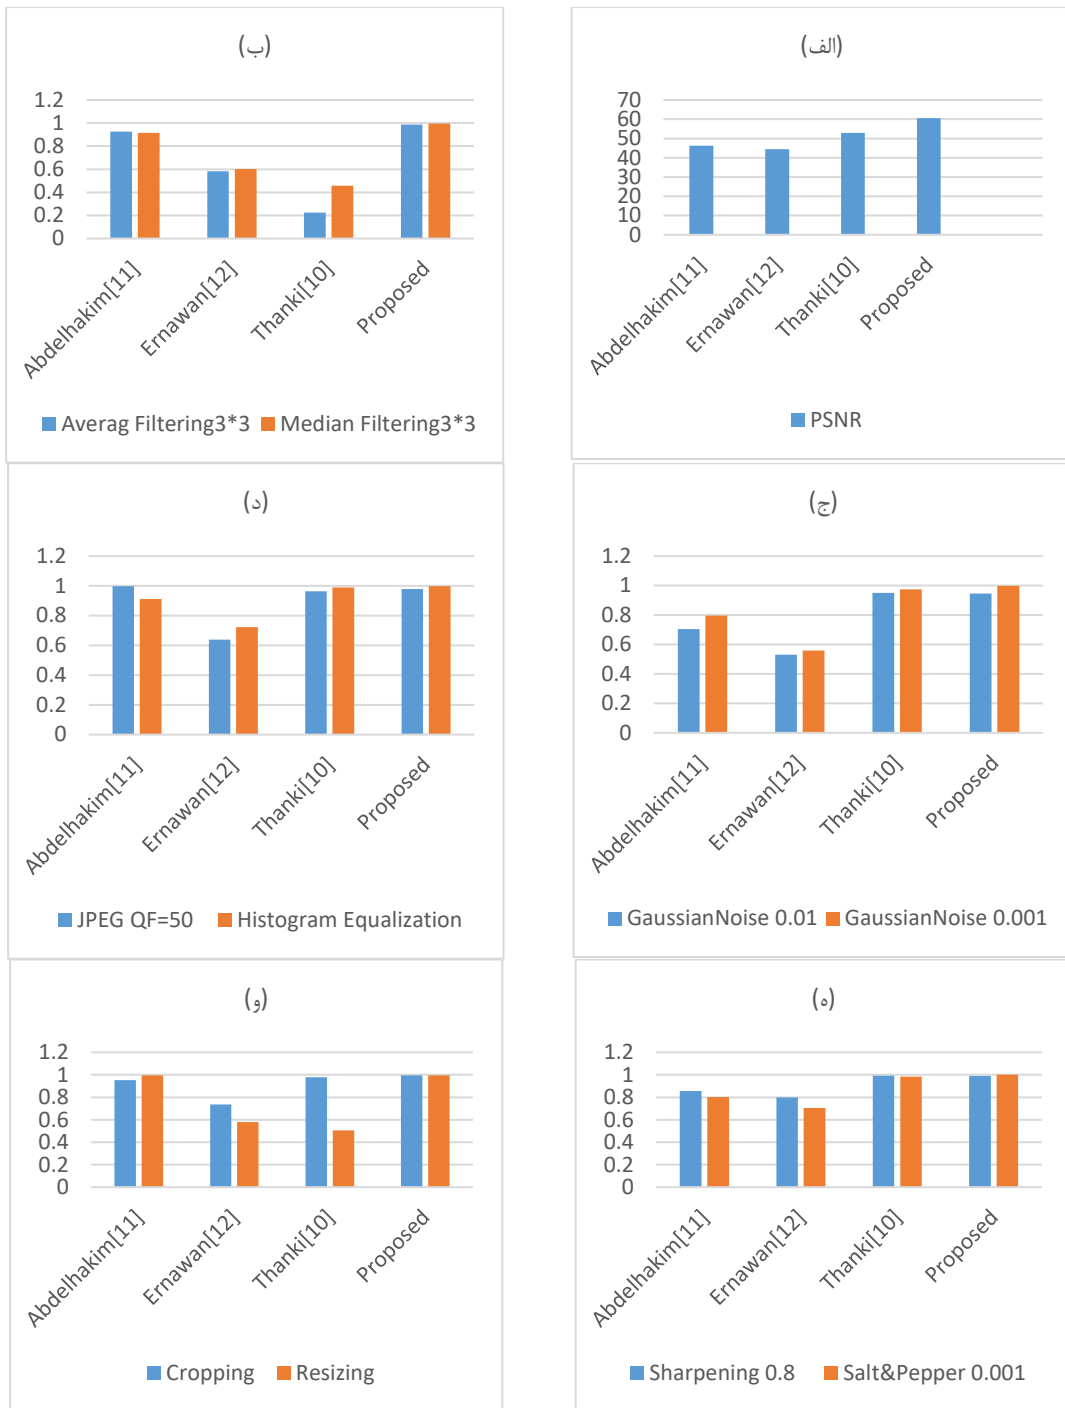 (الف)
70
60
50
40
30
20
10
0
Abdelhakim[11]
Ernawan[12]
Thanki[10]
Proposed
PSNR
(ب)
1.2
1
0.8
0.6
0.4
0.2
0
Abdelhakim[11]
Ernawan[12]
Thanki[10]
Proposed
Averag Filtering3*3 Median Filtering3*3
(ج)
1.2
1
0.8
0.6
0.4
0.2
0
Abdelhakim[11]
Ernawan[12]
Thanki[10]
Proposed
GaussianNoise 0.01 GaussianNoise 0.001
(د)
1.2
1
0.8
0.6
0.4
0.2
0
Abdelhakim[11]
Ernawan[12]
Thanki[10]
Proposed
JPEG QF=50 Histogram Equalization
(ه)
1.2
1
0.8
0.6
0.4
0.2
0
Abdelhakim[11]
Ernawan[12]
Thanki[10]
Proposed
Sharpening 0.8 Salt&Pepper 0.001
(و)
1.2
1
0.8
0.6
0.4
0.2
0
Abdelhakim[11]
Ernawan[12]
Thanki[10]
Proposed
Cropping Resizing